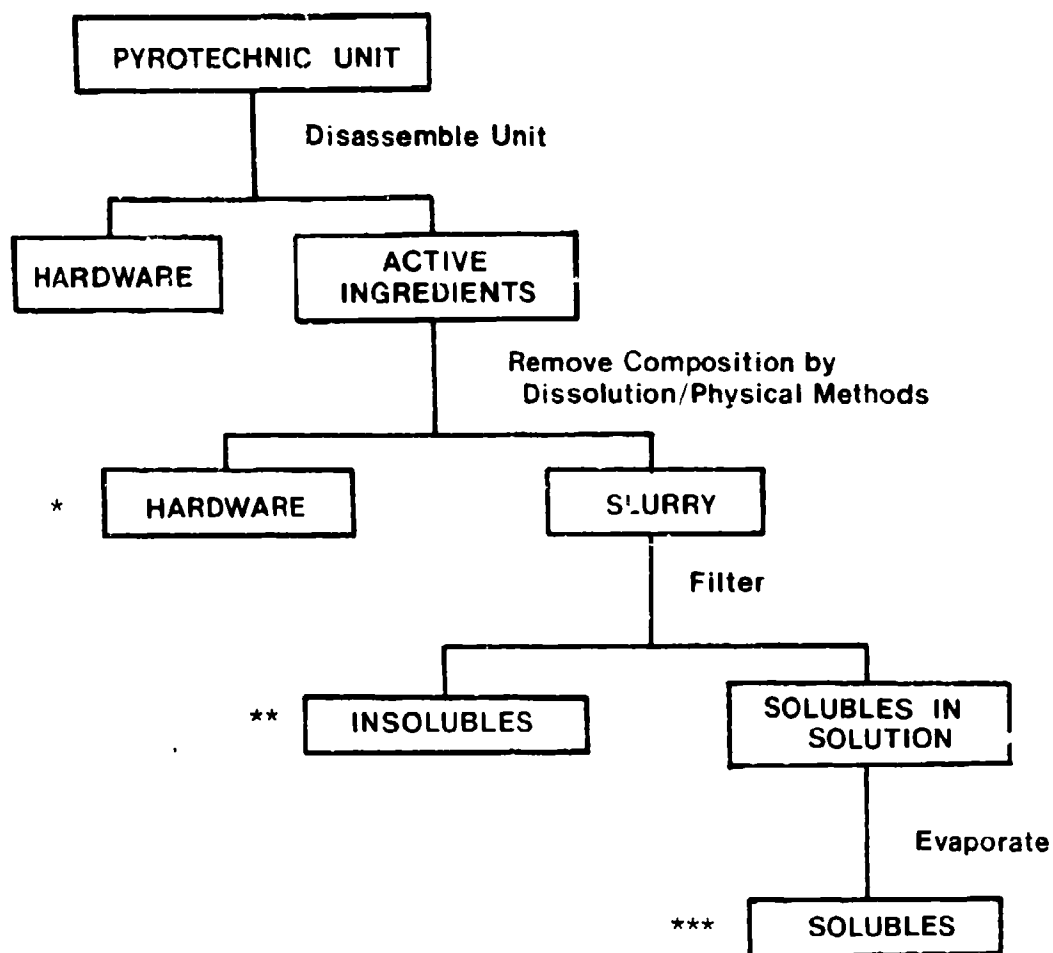 PYROTECHNIC UNIT
Disassemble Unit
HARDWARE
ACTIVE
INGREDIENTS
Remove Composition by
Dissolution/Physical Methods
* HARDWARE
SLURRY
Filter
** INSOLUBLES
SOLUBLES IN
SOLUTION
Evaporate
*** SOLUBLES